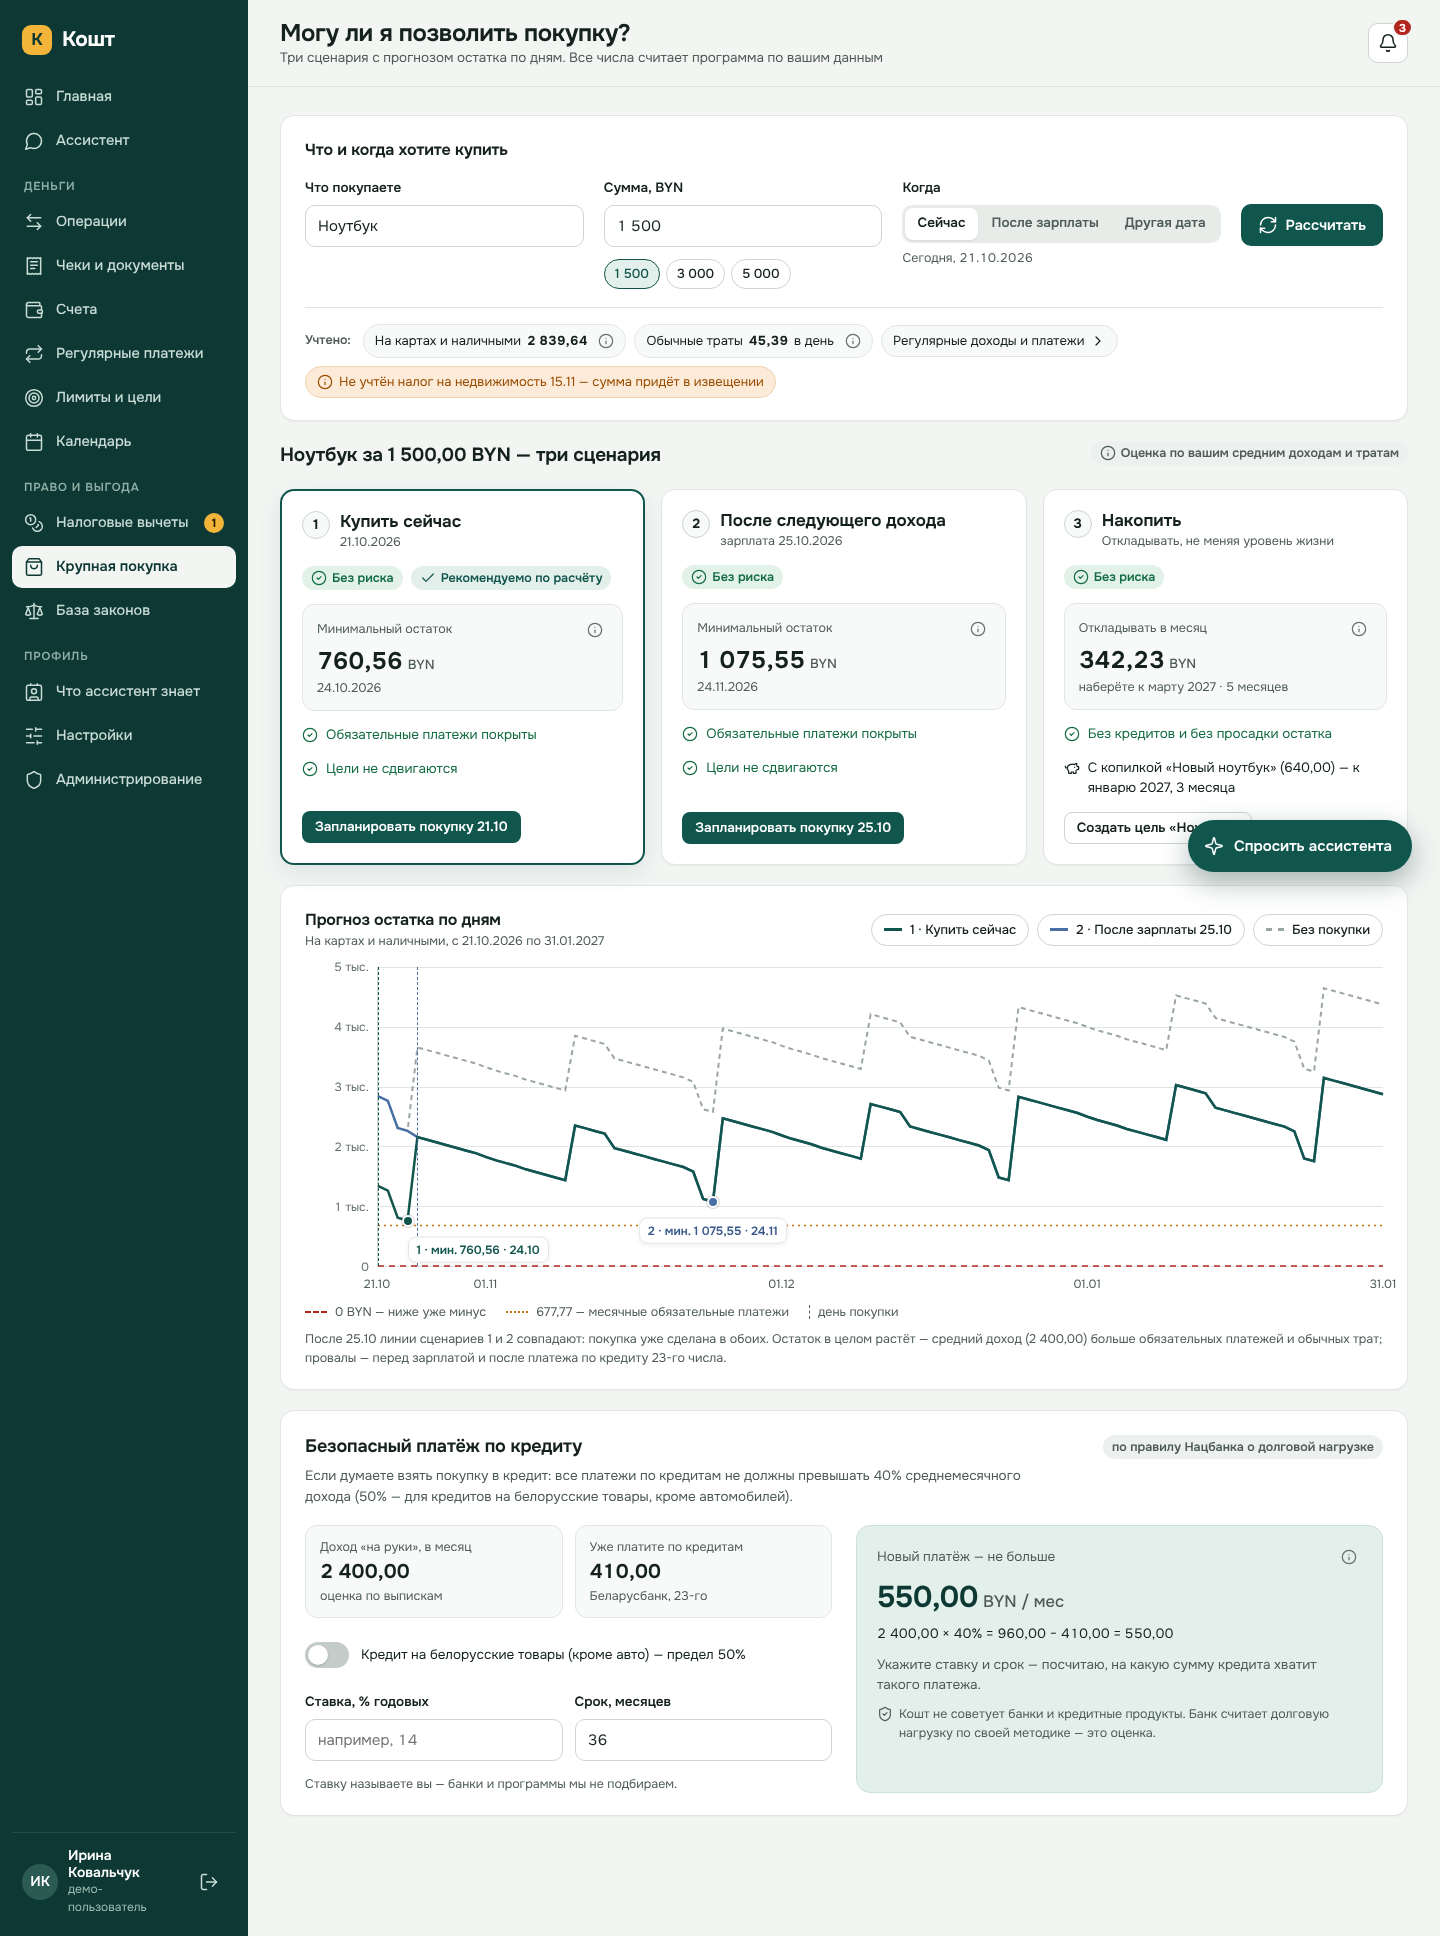 К Кошт
Главная
Ассистент
ДЕНЬГИ
Операции
Чеки и документы
Счета
Регулярные платежи
Лимиты и цели
Календарь
ПРАВО И ВЫГОДА
Налоговые вычеты 1
Крупная покупка
База законов
ПРОФИЛЬ
Что ассистент знает
Настройки
Администрирование
ИК
Ирина
Ковальчук
демо-
пользователь
Могу ли я позволить покупку?
Три сценария с прогнозом остатка по дням. Все числа считает программа по вашим данным
3
Что и когда хотите купить
Что покупаете
Ноутбук
Сумма, BYN
1 500
1 500 3 000 5 000
Когда
Сейчас После зарплаты Другая дата
Сегодня, 21.10.2026
Рассчитать
Учтено: На картах и наличными 2 839,64 Обычные траты 45,39 в день Регулярные доходы и платежи
Не учтён налог на недвижимость 15.11 — сумма придёт в извещении
Ноутбук за 1 500,00 BYN — три сценария
Оценка по вашим средним доходам и тратам
1 Купить сейчас
21.10.2026
Без риска Рекомендуемо по расчёту
Минимальный остаток
760,56 BYN
24.10.2026
Обязательные платежи покрыты
Цели не сдвигаются
Запланировать покупку 21.10
2 После следующего дохода
зарплата 25.10.2026
Без риска
Минимальный остаток
1 075,55 BYN
24.11.2026
Обязательные платежи покрыты
Цели не сдвигаются
Запланировать покупку 25.10
3 Накопить
Откладывать, не меняя уровень жизни
Без риска
Откладывать в месяц
342,23 BYN
наберёте к марту 2027 · 5 месяцев
Без кредитов и без просадки остатка
С копилкой «Новый ноутбук» (640,00) — к
январю 2027, 3 месяца
Создать цель
Спросить ассистента
Прогноз остатка по дням
На картах и наличными, с 21.10.2026 по 31.01.2027
1 · Купить сейчас 2 · После зарплаты 25.10 Без покупки
5 тыс.
4 тыс.
3 тыс.
2 тыс.
1 тыс.
0
1 · мин. 760,56 · 24.10
2 · мин. 1 075,55 · 24.11
21.10 01.11 01.12 01.01 31.01
0 BYN — ниже уже минус 677,77 — месячные обязательные платежи день покупки
После 25.10 линии сценариев 1 и 2 совпадают: покупка уже сделана в обоих. Остаток в целом растёт — средний доход (2 400,00) больше обязательных платежей и обычных трат;
провалы — перед зарплатой и после платежа по кредиту 23-го числа.
Безопасный платёж по кредиту
по правилу Нацбанка о долговой нагрузке
Если думаете взять покупку в кредит: все платежи по кредитам не должны превышать 40% среднемесячного
дохода (50% — для кредитов на белорусские товары, кроме автомобилей).
Доход «на руки», в месяц
2 400,00
оценка по выпискам
Уже платите по кредитам
410,00
Беларусбанк, 23-го
Кредит на белорусские товары (кроме авто) — предел 50%
Ставка, % годовых
например, 14
Срок, месяцев
36
Ставку называете вы — банки и программы мы не подбираем.
Новый платёж — не больше
550,00 BYN / мес
2 400,00 × 40% = 960,00 − 410,00 = 550,00
Укажите ставку и срок — посчитаю, на какую сумму кредита хватит
такого платежа.
Кошт не советует банки и кредитные продукты. Банк считает долговую
нагрузку по своей методике — это оценка.